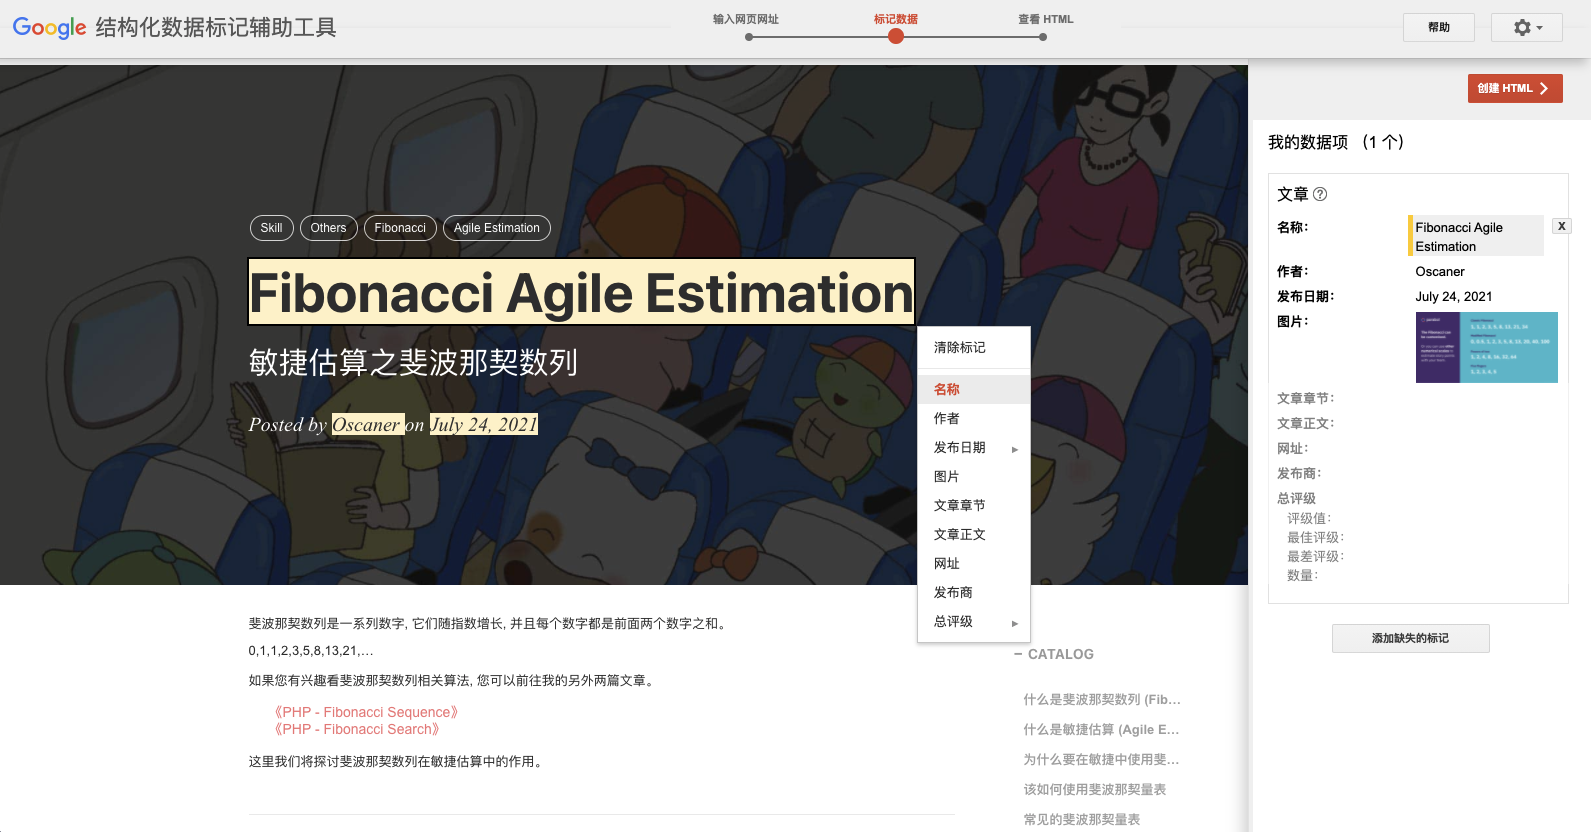 Google 结构化数据标记辅助工具
输入网页网址
标记数据
查看 HTML
帮助
创建 HTML
Skill
Others
Fibonacci
Agile Estimation
Fibonacci Agile Estimation
敏捷估算之斐波那契数列
Posted by Oscaner on July 24, 2021
清除标记
名称
作者
发布日期
图片
文章章节
文章正文
网址
发布商
总评级
斐波那契数列是一系列数字, 它们随指数增长, 并且每个数字都是前面两个数字之和。
0,1,1,2,3,5,8,13,21,…
如果您有兴趣看斐波那契数列相关算法, 您可以前往我的另外两篇文章。
《PHP - Fibonacci Sequence》
《PHP - Fibonacci Search》
这里我们将探讨斐波那契数列在敏捷估算中的作用。
− CATALOG
什么是斐波那契数列 (Fib…
什么是敏捷估算 (Agile E…
为什么要在敏捷中使用斐…
该如何使用斐波那契量表
常见的斐波那契量表
我的数据项 （1 个）
文章
名称：
Fibonacci Agile
Estimation
X
作者：
Oscaner
发布日期：
July 24, 2021
图片：
文章章节：
文章正文：
网址：
发布商：
总评级
评级值：
最佳评级：
最差评级：
数量：
添加缺失的标记